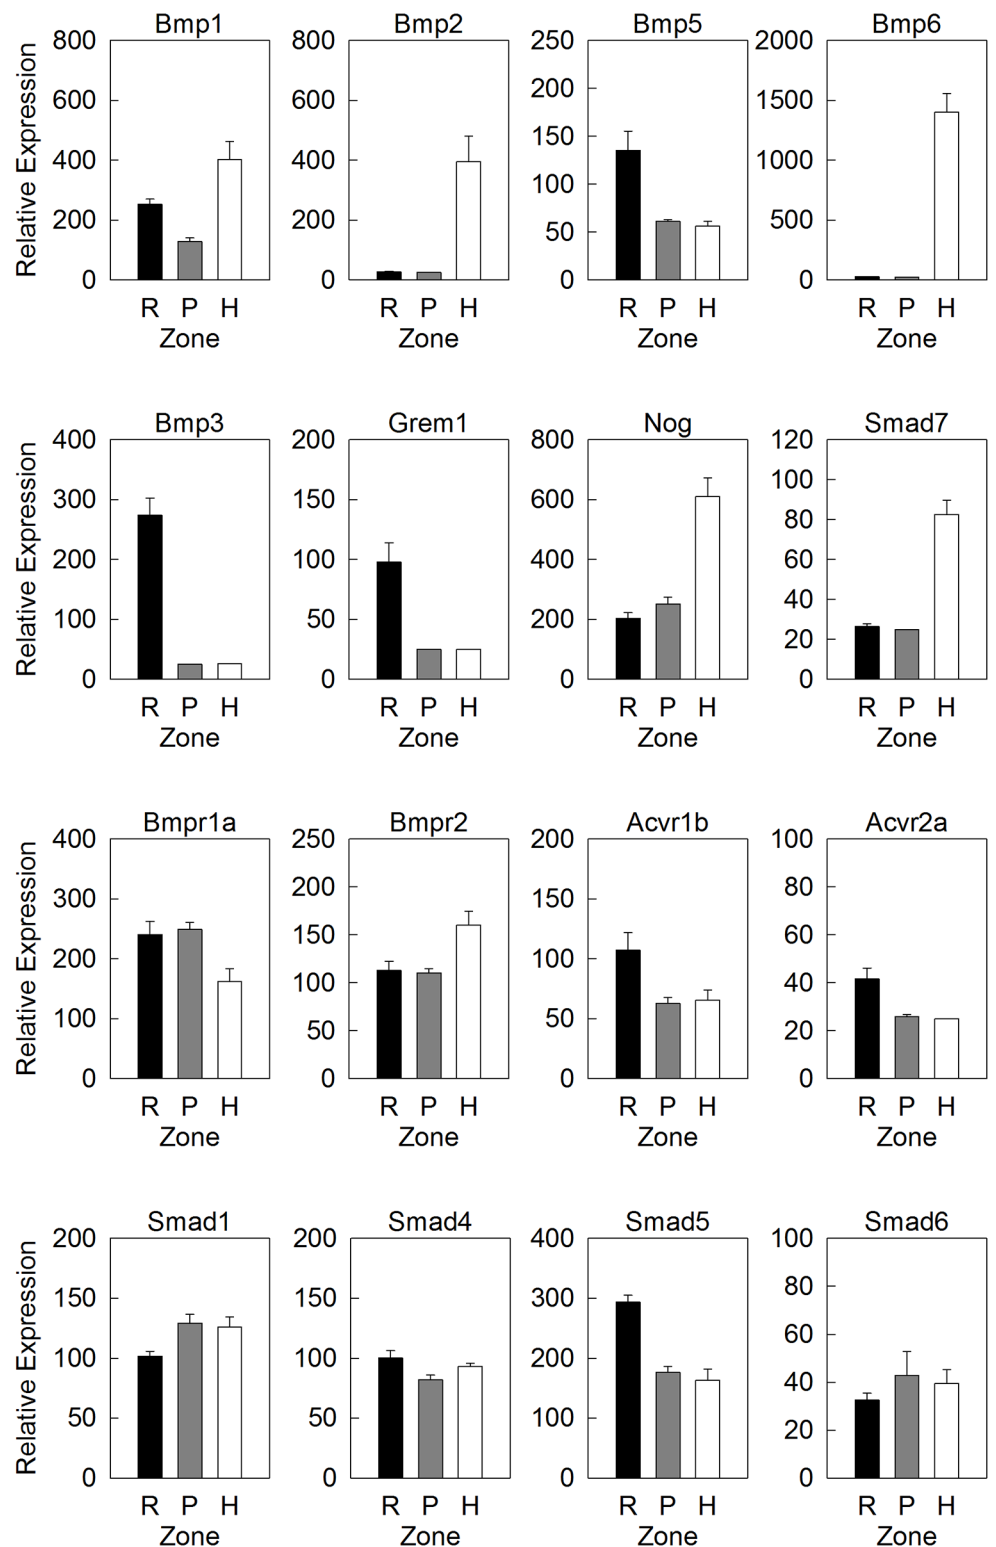 Bmp1 Bmp2 Bmp5 Bmp6
Relative Expression
800 800 250 2000
600 600 200 1500
400 400 150 1000
200 200 100 500
0 0 50 0
0
R P H R P H R P H R P H
Zone Zone Zone Zone
Bmp3 Grem1 Nog Smad7
Relative Expression
400 200 800 120
300 150 600 100
200 100 400 80
100 50 200 60
0 0 0 40
20
0
R P H R P H R P H R P H
Zone Zone Zone Zone
Bmpr1a Bmpr2 Acvr1b Acvr2a
Relative Expression
400 250 200 100
300 200 150 80
200 150 100 60
100 100 50 40
0 50 0 20
0 0
R P H R P H R P H R P H
Zone Zone Zone Zone
Smad1 Smad4 Smad5 Smad6
Relative Expression
200 200 400 100
150 150 300 80
100 100 200 60
50 50 100 40
0 0 0 20
0
R P H R P H R P H R P H
Zone Zone Zone Zone